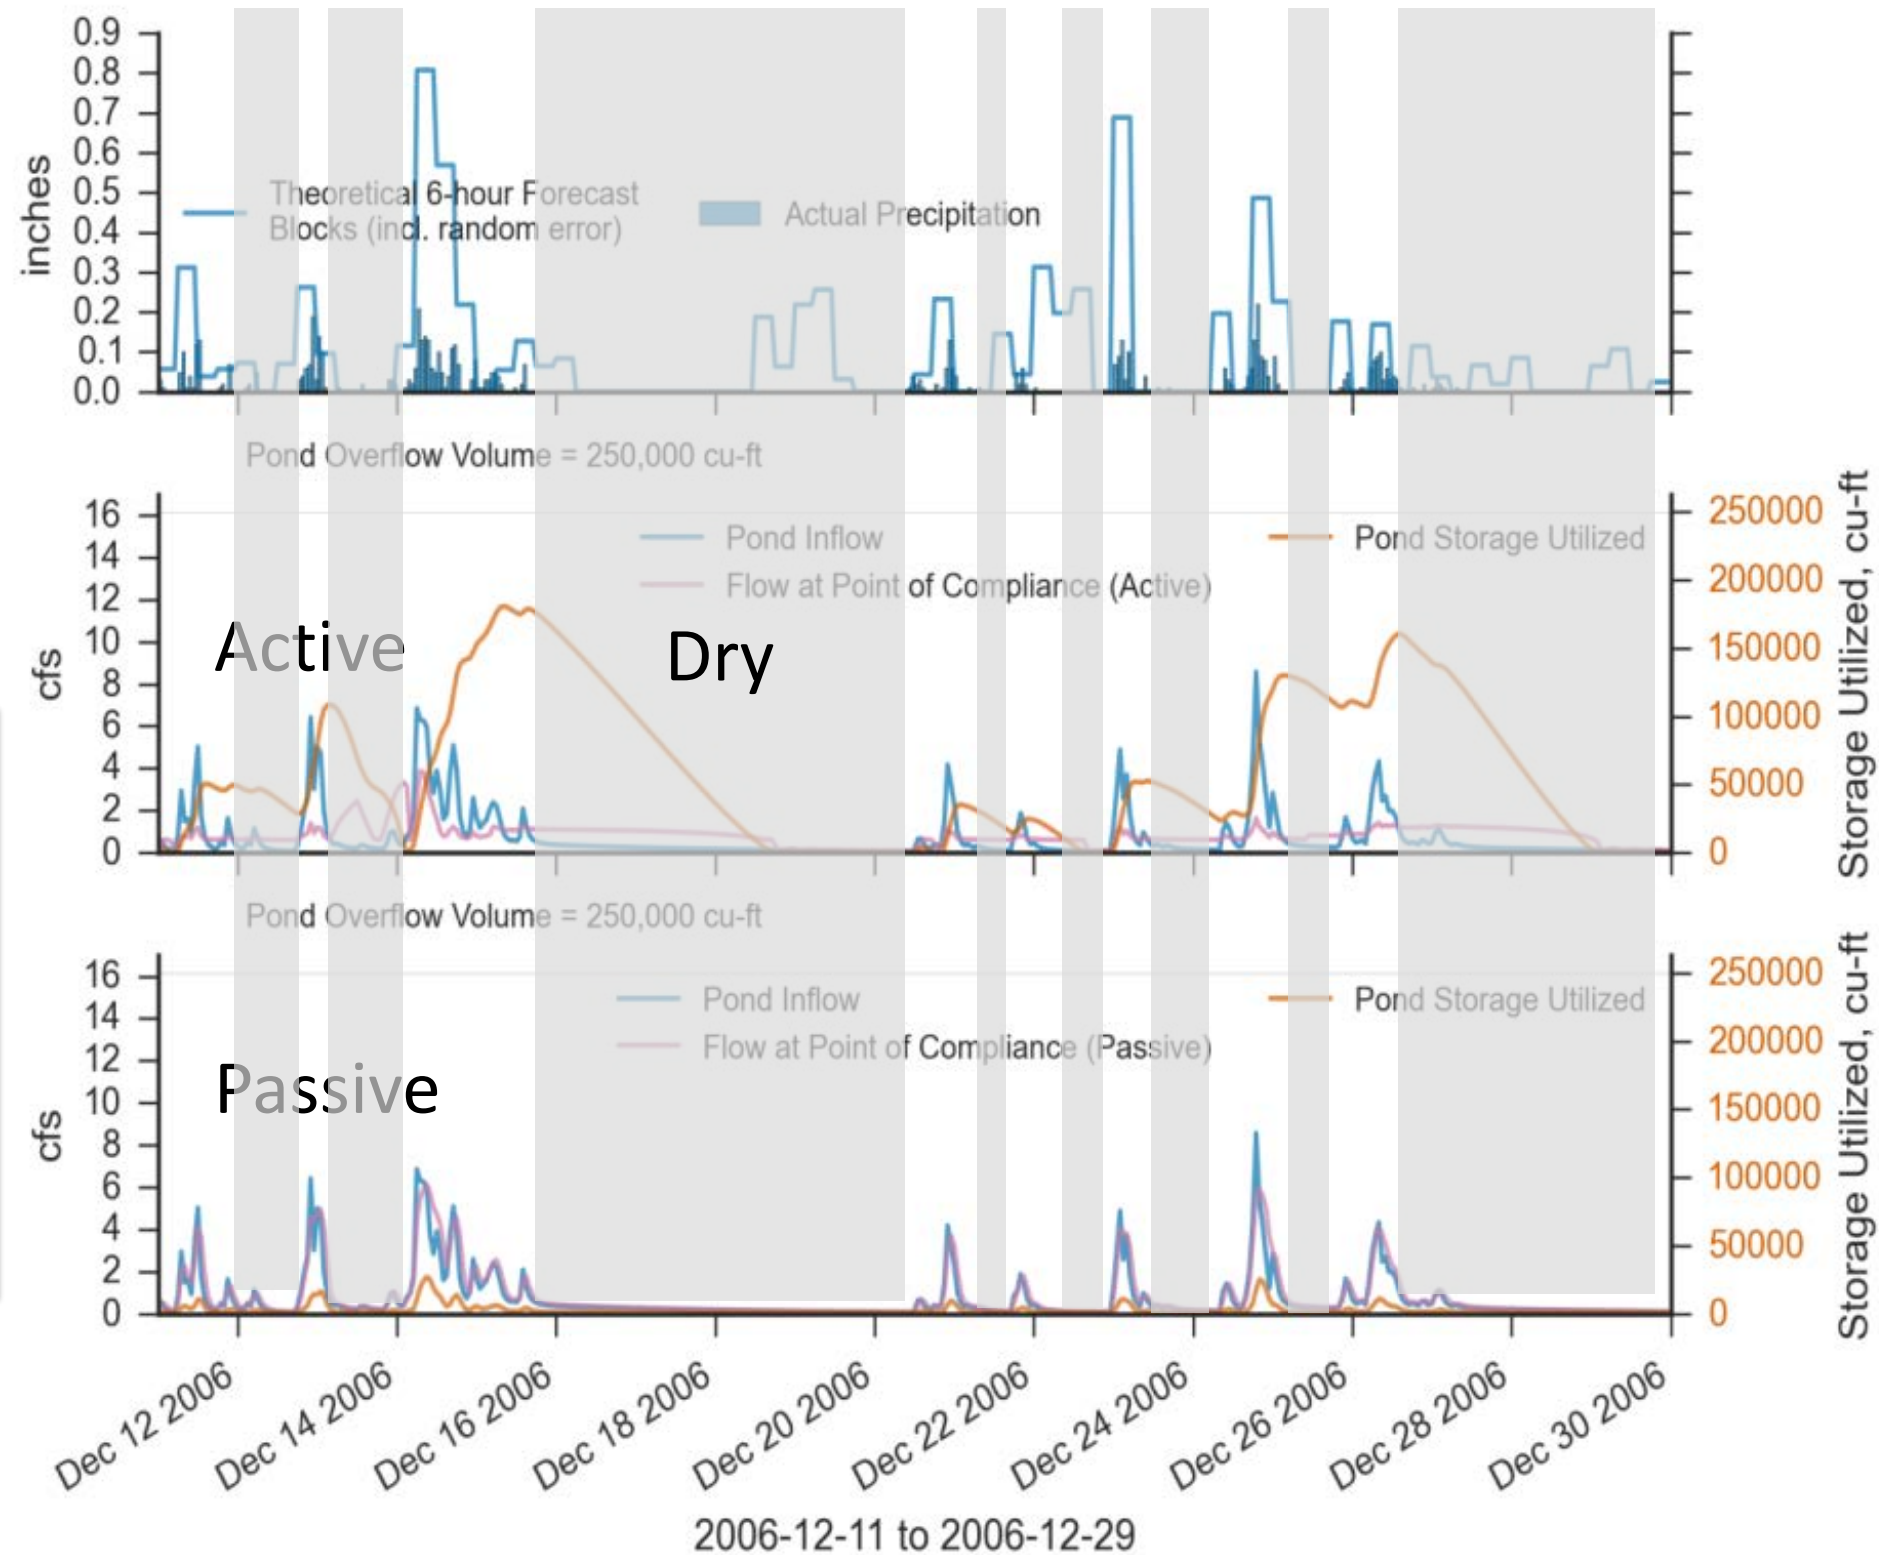 0.9
0.8
0.7
0.6
0.5
0.4
0.3
0.2
0.1
0.0
inches
Theoretical 6-hour Forecast
Blocks (incl. random error)
Actual Precipitation
Pond Overflow Volume = 250,000 cu-ft
16
14
12
10
8
6
4
2
0
cfs
Pond Inflow
Flow at Point of Compliance (Active)
Pond Storage Utilized
Active
Dry
250000
200000
150000
100000
50000
0
Storage Utilized, cu-ft
Pond Overflow Volume = 250,000 cu-ft
16
14
12
10
8
6
4
2
0
cfs
Pond Inflow
Flow at Point of Compliance (Passive)
Pond Storage Utilized
Passive
250000
200000
150000
100000
50000
0
Storage Utilized, cu-ft
Dec 12 2006
Dec 14 2006
Dec 16 2006
Dec 18 2006
Dec 20 2006
Dec 22 2006
Dec 24 2006
Dec 26 2006
Dec 28 2006
Dec 30 2006
2006-12-11 to 2006-12-29